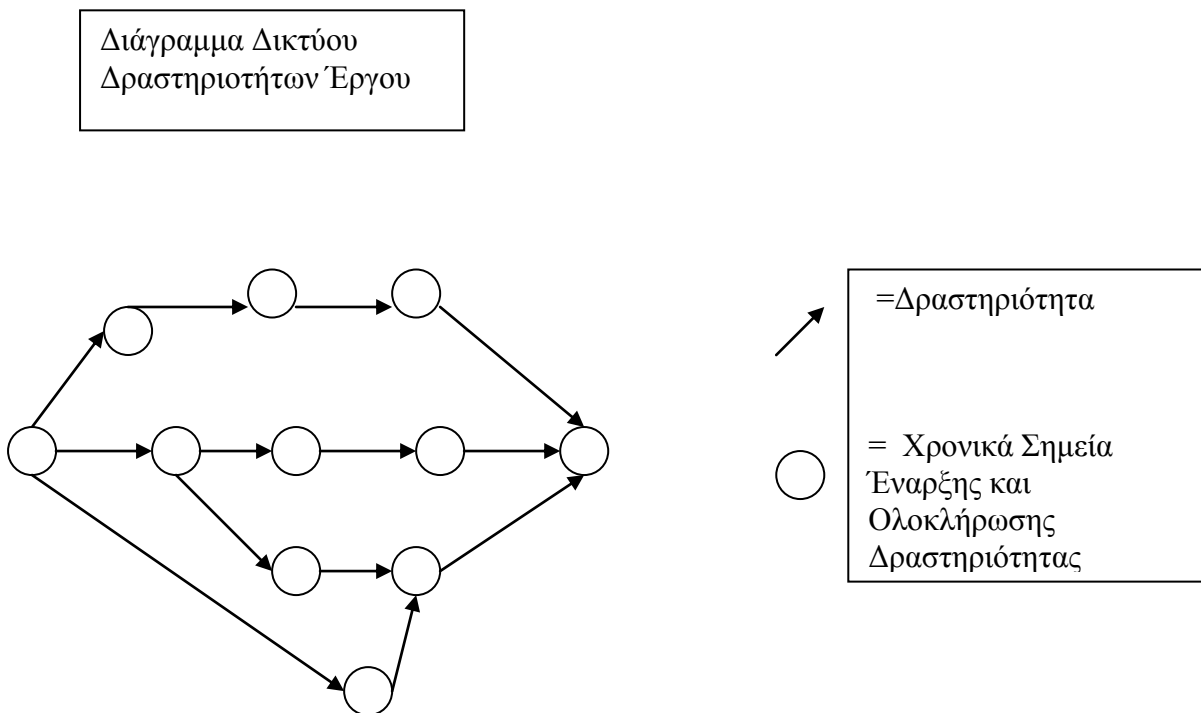 Διάγραμμα Δικτύου
Δραστηριοτήτων Έργου
=Δραστηριότητα
= Χρονικά Σημεία
Έναρξης και
Ολοκλήρωσης
Δραστηριότητας